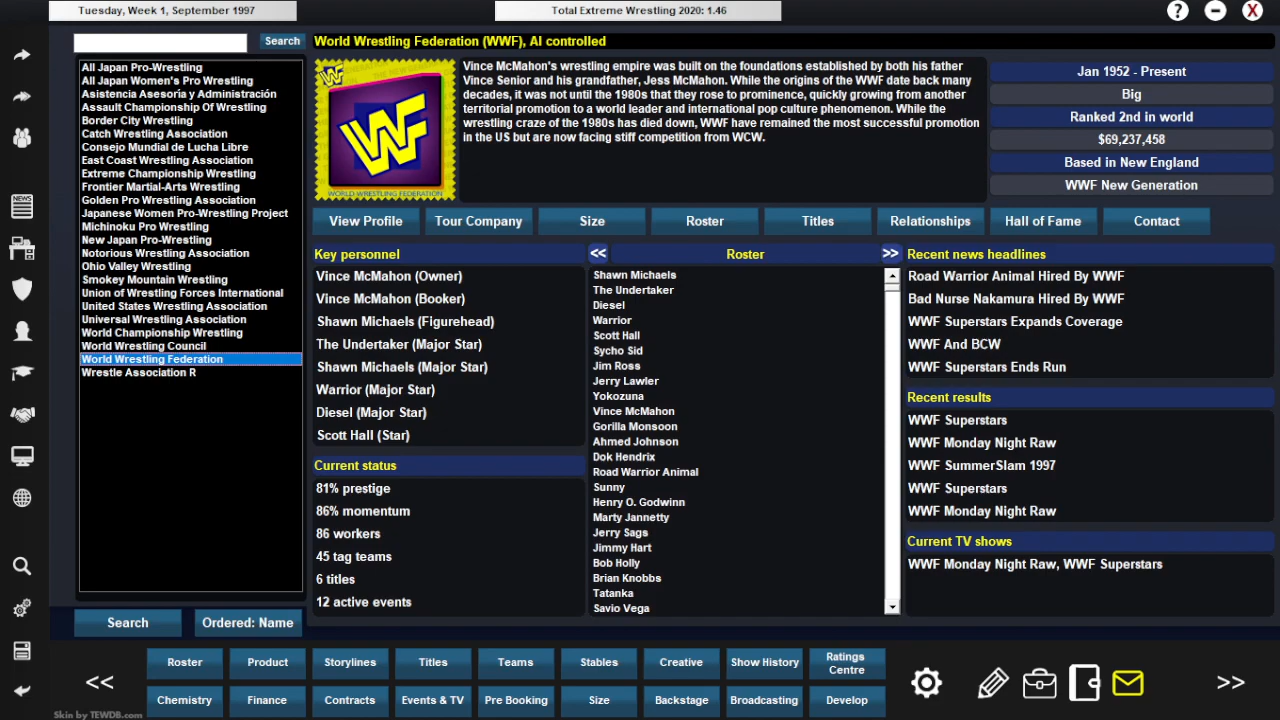 Tuesday, Week 1, September 1997
Total Extreme Wrestling 2020: 1.46
Search
World Wrestling Federation (WWF), AI controlled
All Japan Pro-Wrestling
All Japan Women's Pro Wrestling
Asistencia Asesoría y Administración
Assault Championship Of Wrestling
Border City Wrestling
Catch Wrestling Association
Consejo Mundial de Lucha Libre
East Coast Wrestling Association
Extreme Championship Wrestling
Frontier Martial-Arts Wrestling
Golden Pro Wrestling Association
Japanese Women Pro-Wrestling Project
Michinoku Pro Wrestling
New Japan Pro-Wrestling
Notorious Wrestling Association
Ohio Valley Wrestling
Smokey Mountain Wrestling
Union of Wrestling Forces International
United States Wrestling Association
Universal Wrestling Association
World Championship Wrestling
World Wrestling Council
World Wrestling Federation
Wrestle Association R
Search
Ordered: Name
WORLD WRESTLING FEDERATION
Vince McMahon's wrestling empire was built on the foundations established by both his father
Vince Senior and his grandfather, Jess McMahon. While the origins of the WWF date back many
decades, it was not until the 1980s that they rose to prominence, quickly growing from another
territorial promotion to a world leader and international pop culture phenomenon. While the
wrestling craze of the 1980s has died down, WWF have remained the most successful promotion
in the US but are now facing stiff competition from WCW.
Jan 1952 - Present
Big
Ranked 2nd in world
$69,237,458
Based in New England
WWF New Generation
View Profile
Tour Company
Size
Roster
Titles
Relationships
Hall of Fame
Contact
Key personnel
Vince McMahon (Owner)
Vince McMahon (Booker)
Shawn Michaels (Figurehead)
The Undertaker (Major Star)
Shawn Michaels (Major Star)
Warrior (Major Star)
Diesel (Major Star)
Scott Hall (Star)
Current status
81% prestige
86% momentum
86 workers
45 tag teams
6 titles
12 active events
<<
Roster
>>
Shawn Michaels
The Undertaker
Diesel
Warrior
Scott Hall
Sycho Sid
Jim Ross
Jerry Lawler
Yokozuna
Vince McMahon
Gorilla Monsoon
Ahmed Johnson
Dok Hendrix
Road Warrior Animal
Sunny
Henry O. Godwinn
Marty Jannetty
Jerry Sags
Jimmy Hart
Bob Holly
Brian Knobbs
Tatanka
Savio Vega
Recent news headlines
Road Warrior Animal Hired By WWF
Bad Nurse Nakamura Hired By WWF
WWF Superstars Expands Coverage
WWF And BCW
WWF Superstars Ends Run
Recent results
WWF Superstars
WWF Monday Night Raw
WWF SummerSlam 1997
WWF Superstars
WWF Monday Night Raw
Current TV shows
WWF Monday Night Raw, WWF Superstars
<<
Roster
Product
Storylines
Titles
Teams
Stables
Creative
Show History
Ratings
Centre
Chemistry
Finance
Contracts
Events & TV
Pre Booking
Size
Backstage
Broadcasting
Develop
>>
NEWS
Skin by TEWDB.com